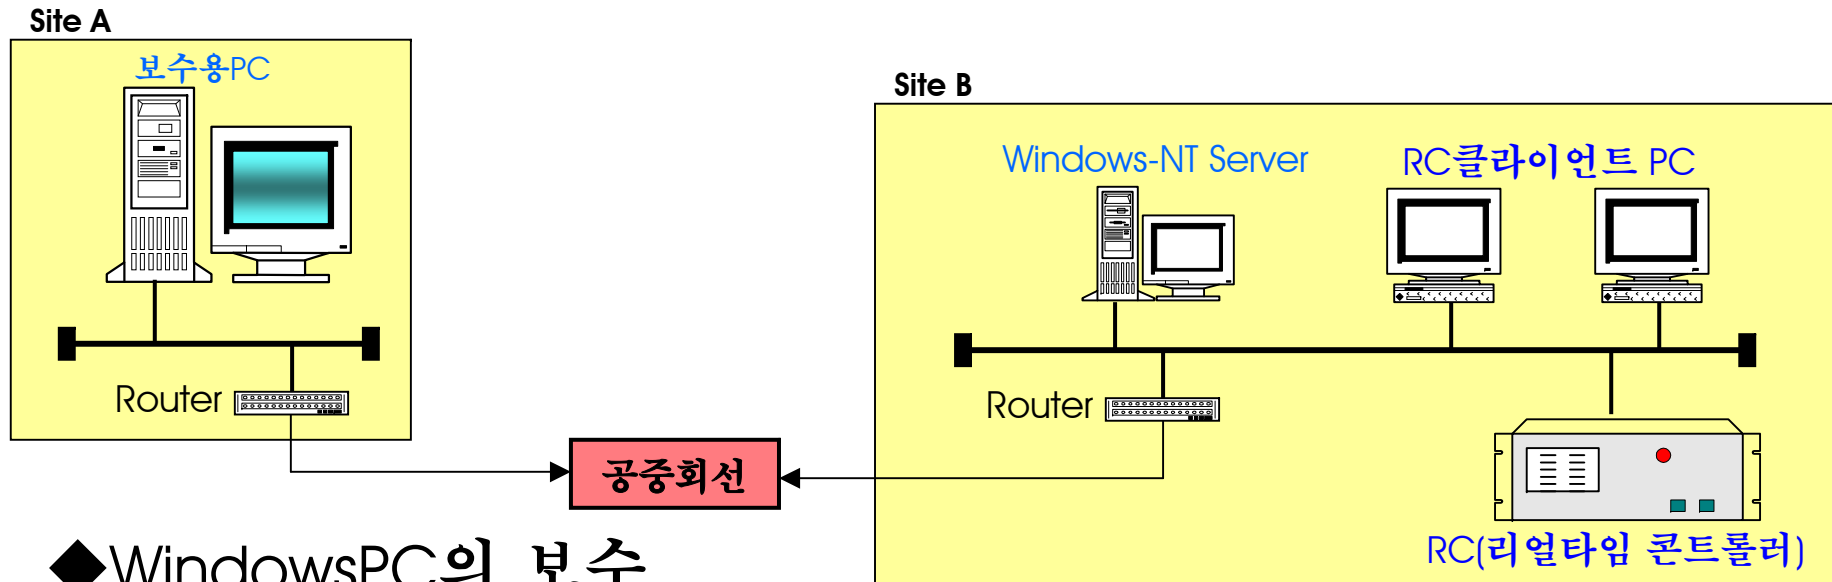 Site A
보수용PC
Router
Site B
Windows-NT Server
RC클라이언트 PC
Router
공중회선
RC(리얼타임 콘트롤러)
◆WindowsPC의 보수